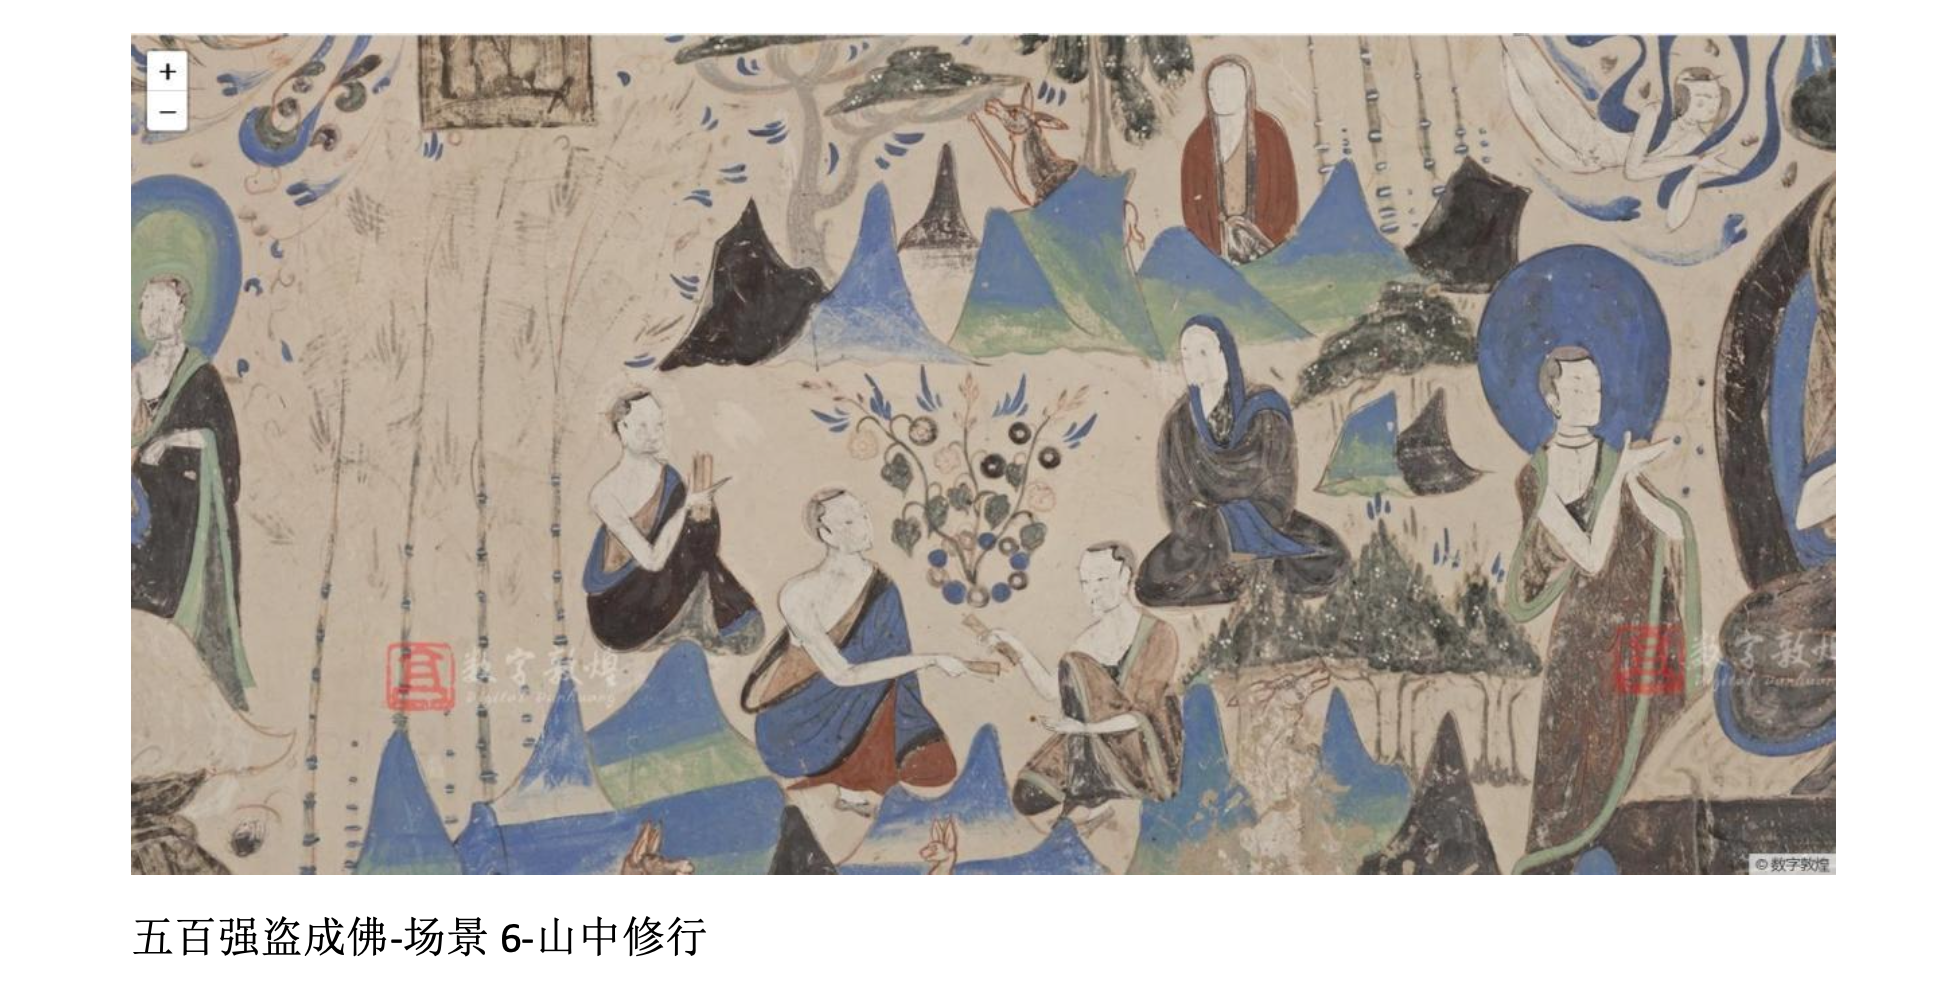 +
−
数字敦煌
Digital Dunhuang
数字敦煌
Digital Dunhuang
© 数字敦煌
五百强盗成佛-场景 6-山中修行